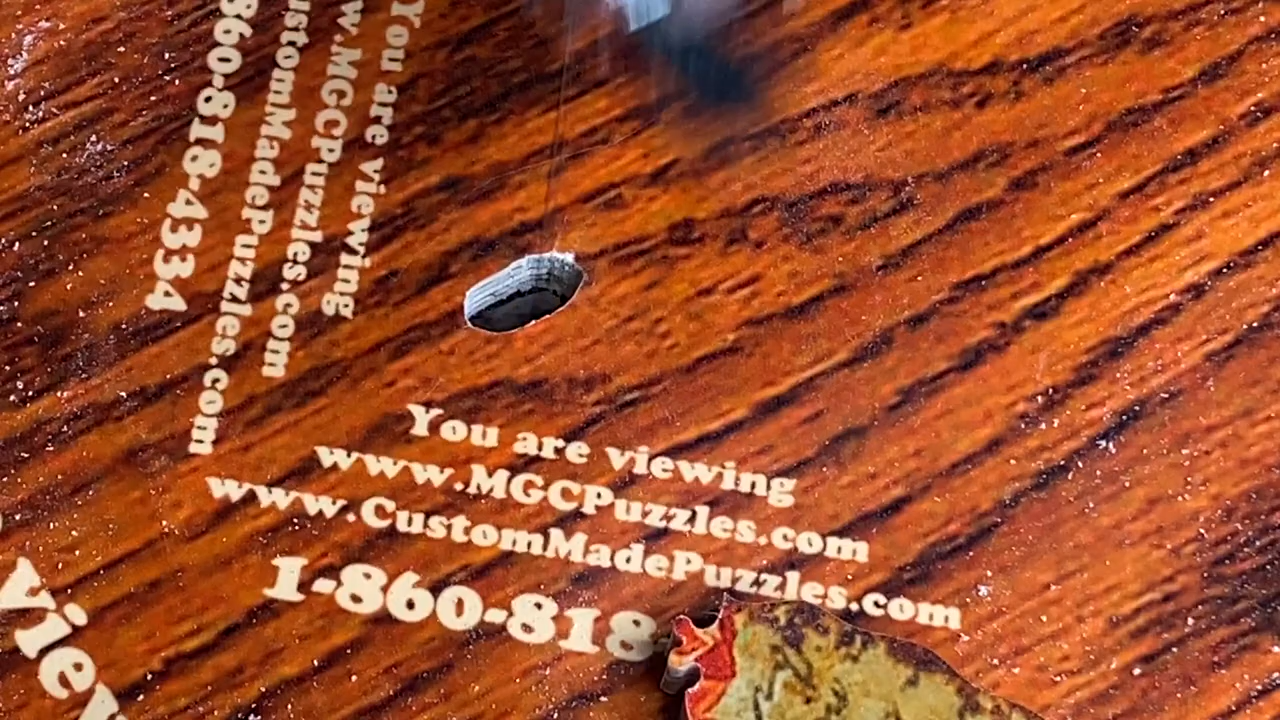 You are viewing
w.MGCPuzzles.com
ustomMadePuzzles.com
860-818-4334
You are viewing
www.MGCPuzzles.com
www.CustomMadePuzzles.com
1-860-818-
vie